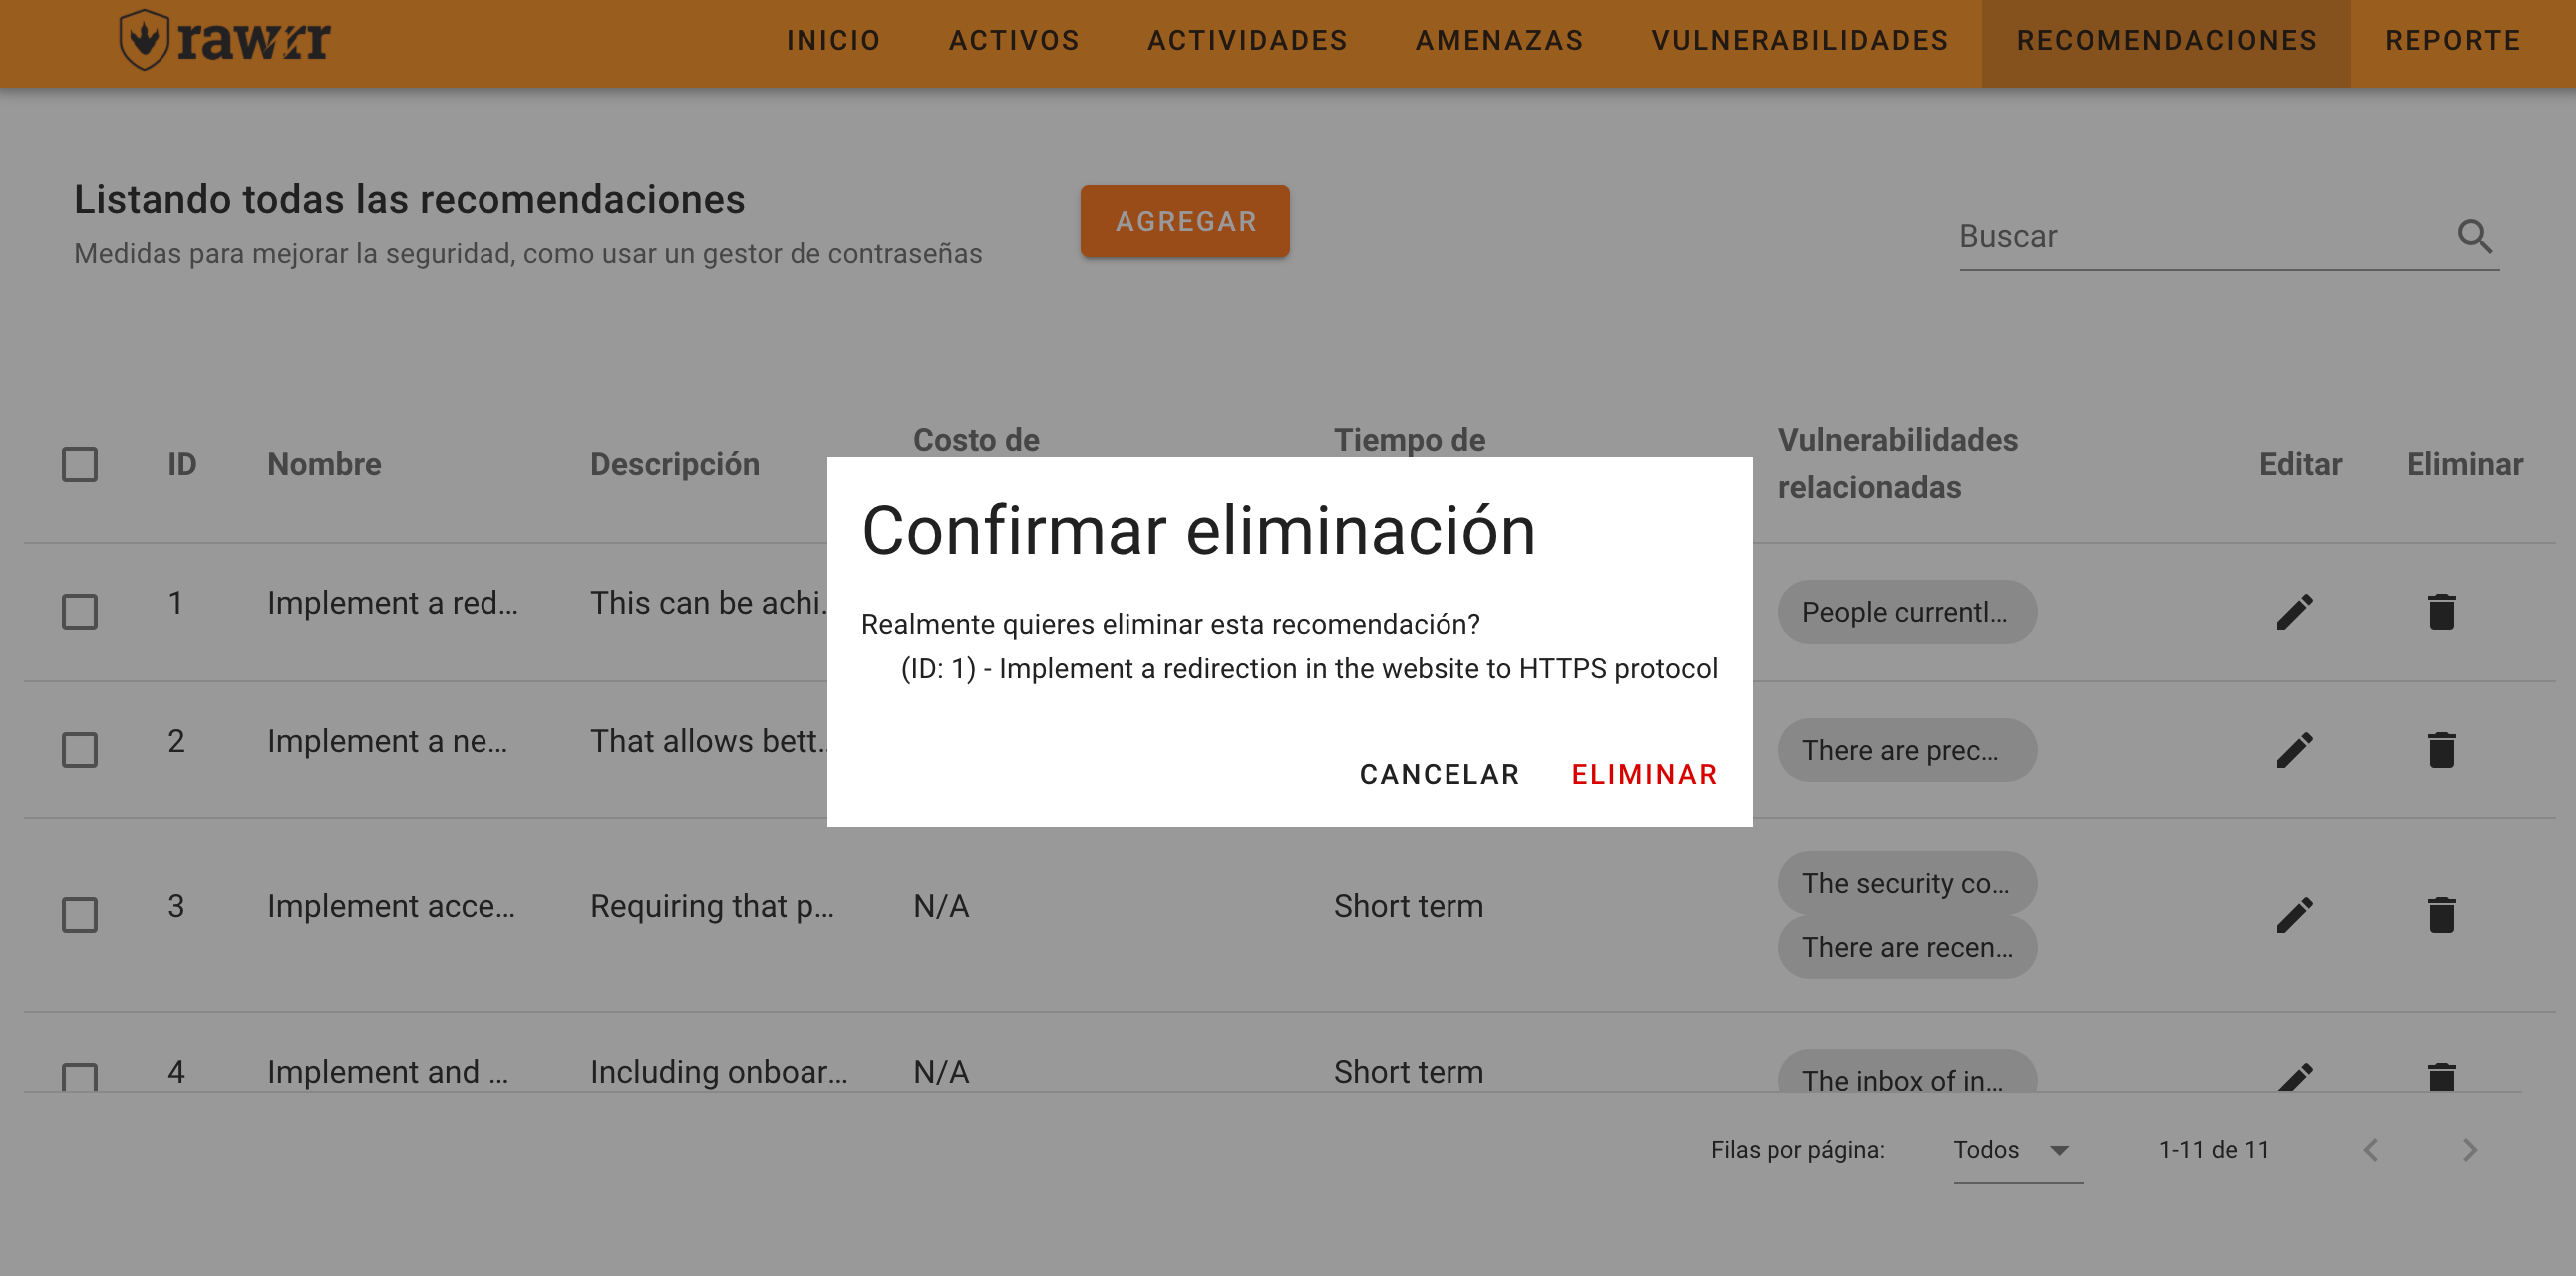 rawrr
INICIO ACTIVOS ACTIVIDADES AMENAZAS VULNERABILIDADES RECOMENDACIONES REPORTE
Listando todas las recomendaciones
Medidas para mejorar la seguridad, como usar un gestor de contraseñas
AGREGAR
Buscar
ID Nombre Descripción Costo de Tiempo de Vulnerabilidades relacionadas Editar Eliminar
Confirmar eliminación
Realmente quieres eliminar esta recomendación?
(ID: 1) - Implement a redirection in the website to HTTPS protocol
CANCELAR ELIMINAR
1 Implement a red... This can be achi. People currentl...
2 Implement a ne... That allows bett.. There are prec...
3 Implement acce... Requiring that p... N/A Short term The security co...
There are recen...
4 Implement and ... Including onboar... N/A Short term The inbox of in...
Filas por página: Todos 1-11 de 11